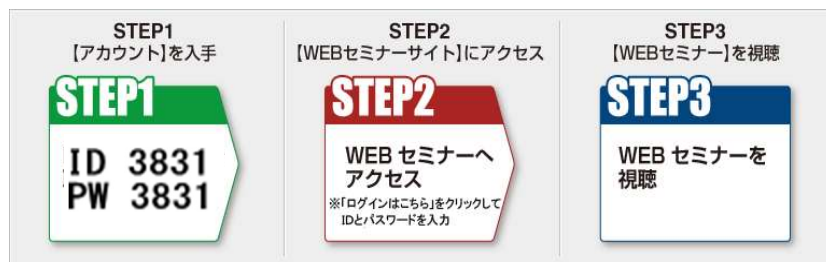 STEP1
【アカウント】を入手
STEP1
ID 3831
PW 3831
STEP2
【WEBセミナーサイト】にアクセス
STEP2
WEB セミナーへ
アクセス
※「ログインはこちら」をクリックして
IDとパスワードを入力
STEP3
【WEBセミナー】を視聴
STEP3
WEB セミナーを
視聴